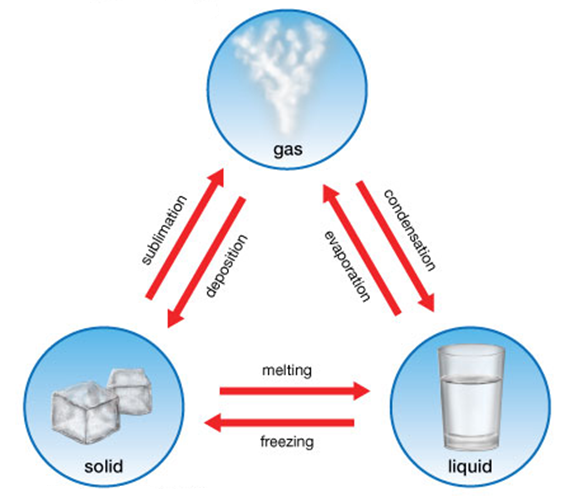 gas
sublimation
deposition
evaporation
condensation
melting
freezing
solid
liquid